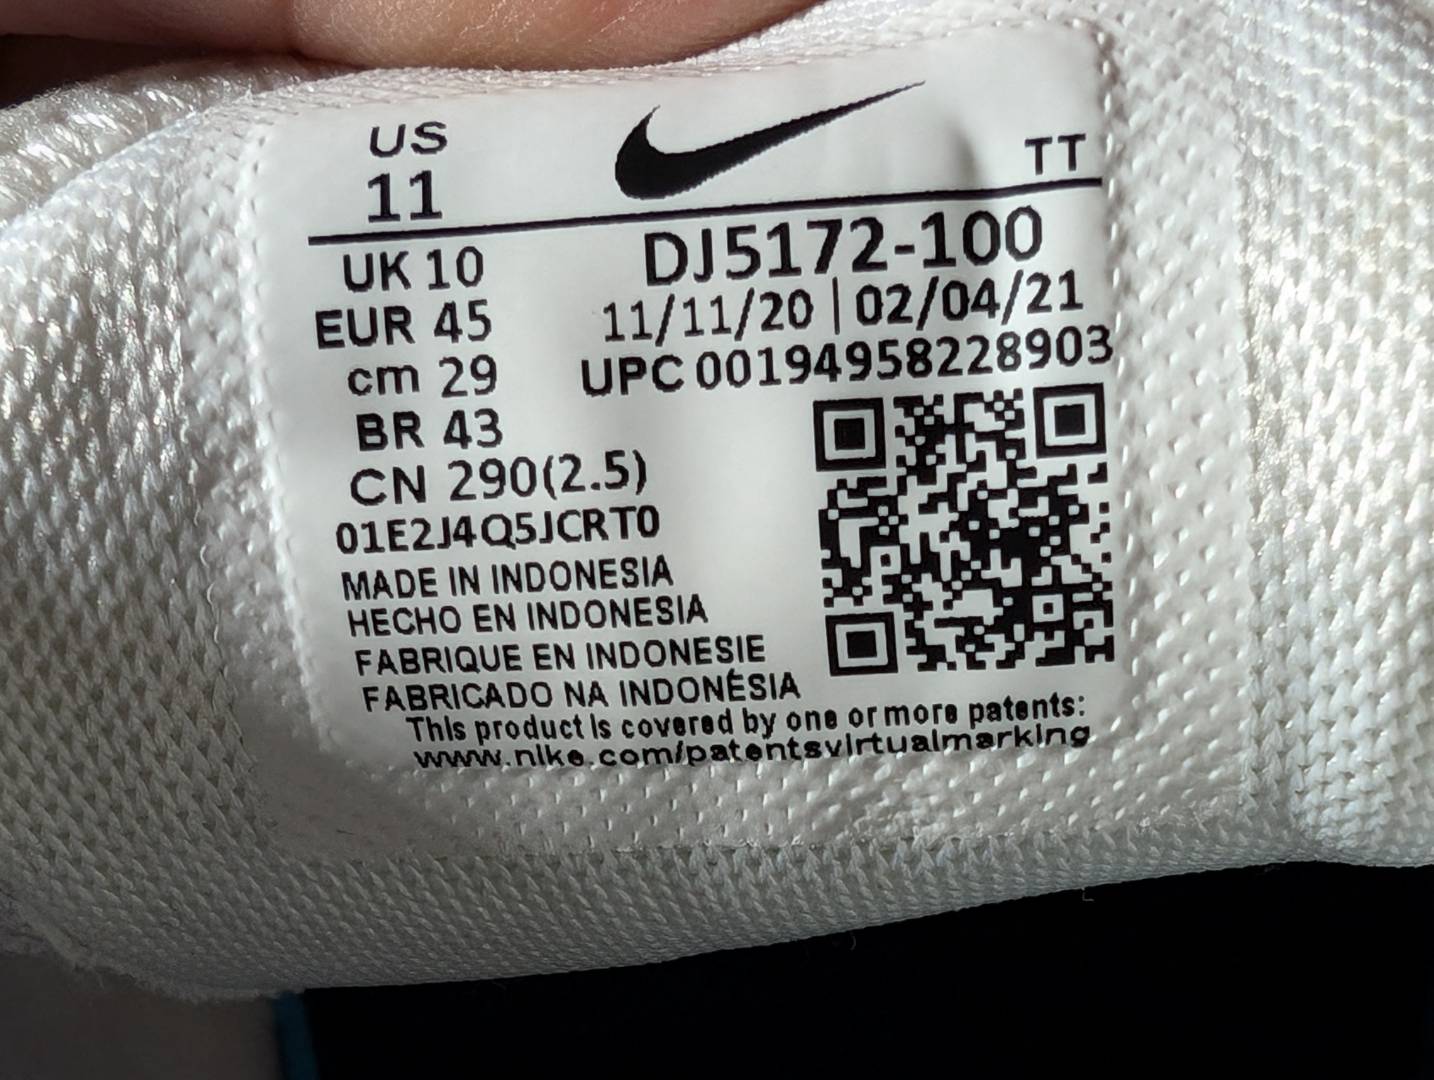 US
11
TT
UK 10
EUR 45
cm 29
BR 43
CN 290(2.5)
DJ5172-100
11/11/20 | 02/04/21
UPC 00194958228903
01E2J4Q5JCRT0
MADE IN INDONESIA
HECHO EN INDONESIA
FABRIQUE EN INDONESIE
FABRICADO NA INDONÉSIA
This product is covered by one or more patents:
www.nike.com/patentsvirtualmarking